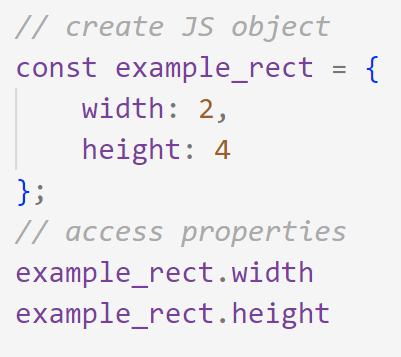 // create JS object
const example_rect = {
    width: 2,
    height: 4
};
// access properties
example_rect.width
example_rect.height